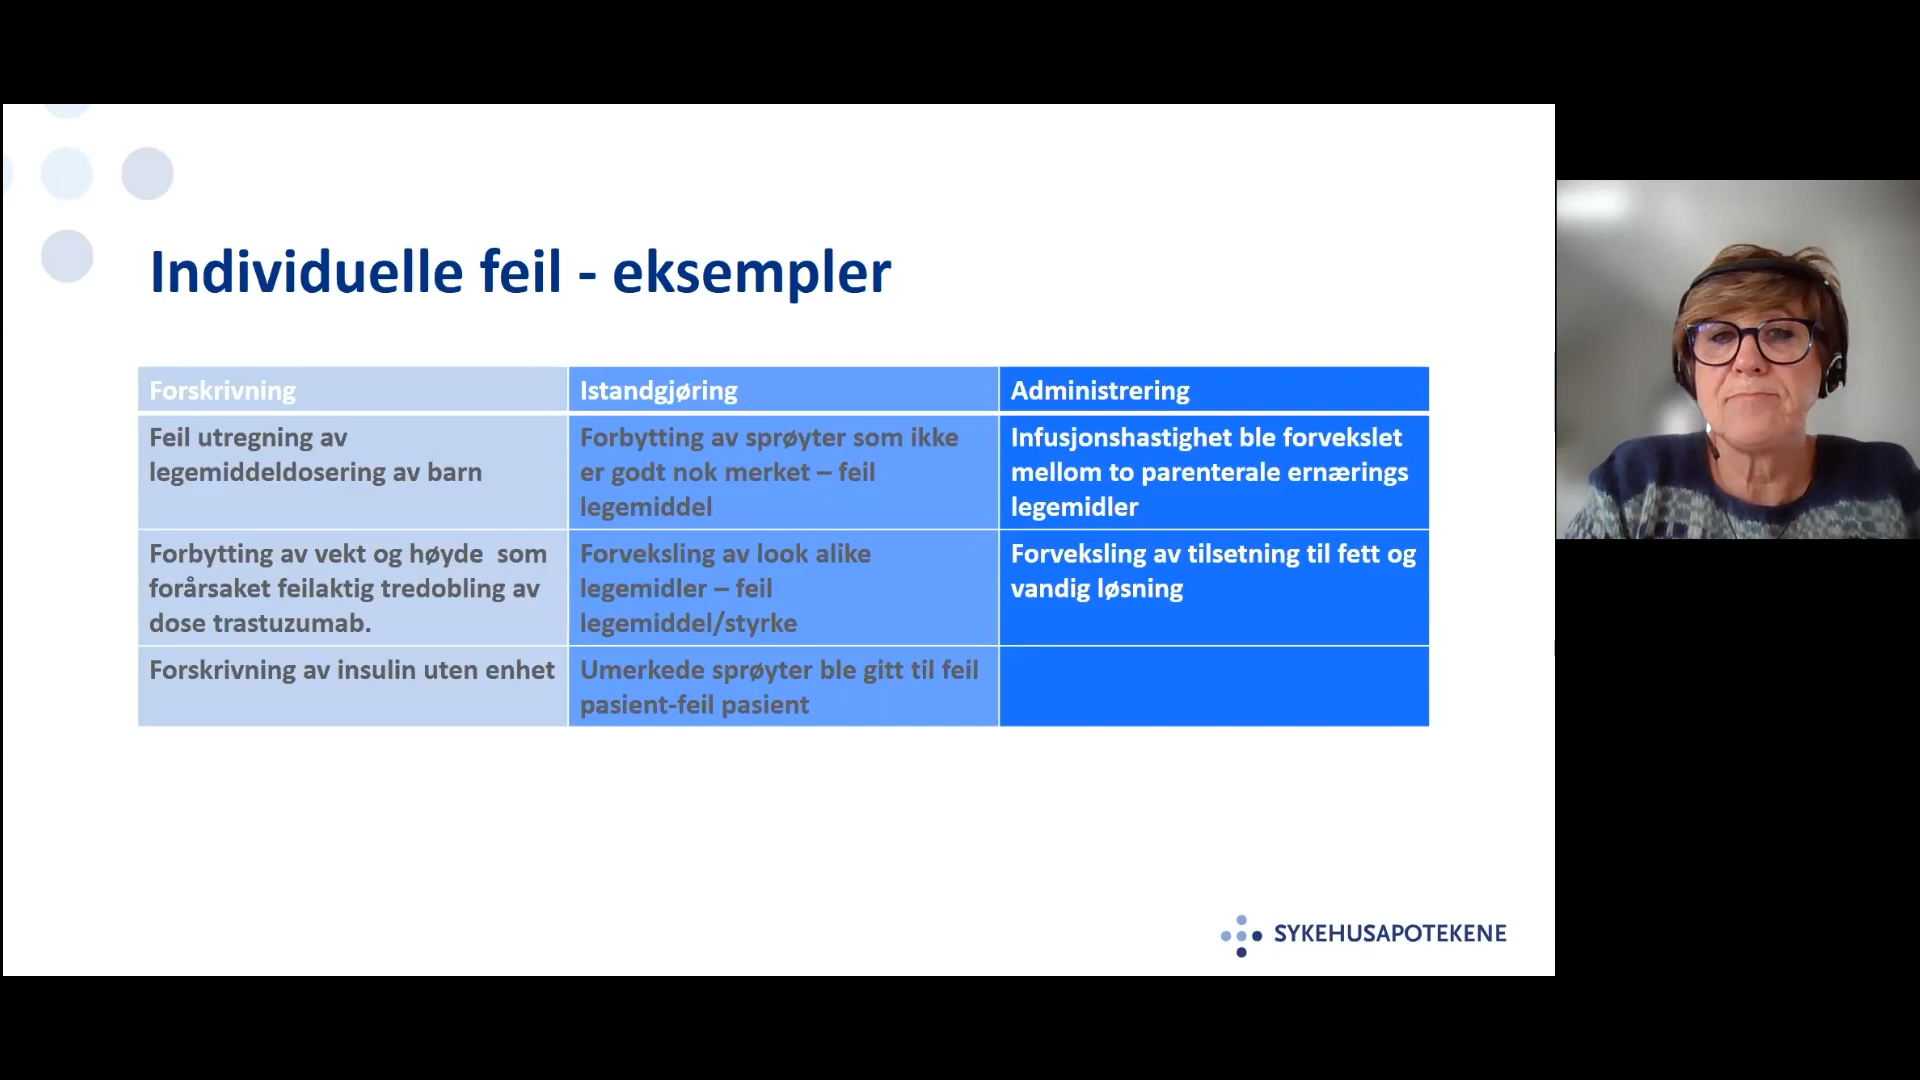 Individuelle feil - eksempler
Forskrivning
Istandgjøring
Administrering
Feil utregning av
legemiddeldosering av barn
Forbytting av sprøyter som ikke
er godt nok merket – feil
legemiddel
Infusjonshastighet ble forvekslet
mellom to parenterale ernærings
legemidler
Forbytting av vekt og høyde  som
forårsaket feilaktig tredobling av
dose trastuzumab.
Forveksling av look alike
legemidler – feil
legemiddel/styrke
Forveksling av tilsetning til fett og
vandig løsning
Forskrivning av insulin uten enhet
Umerkede sprøyter ble gitt til feil
pasient-feil pasient
SYKEHUSAPOTEKENE